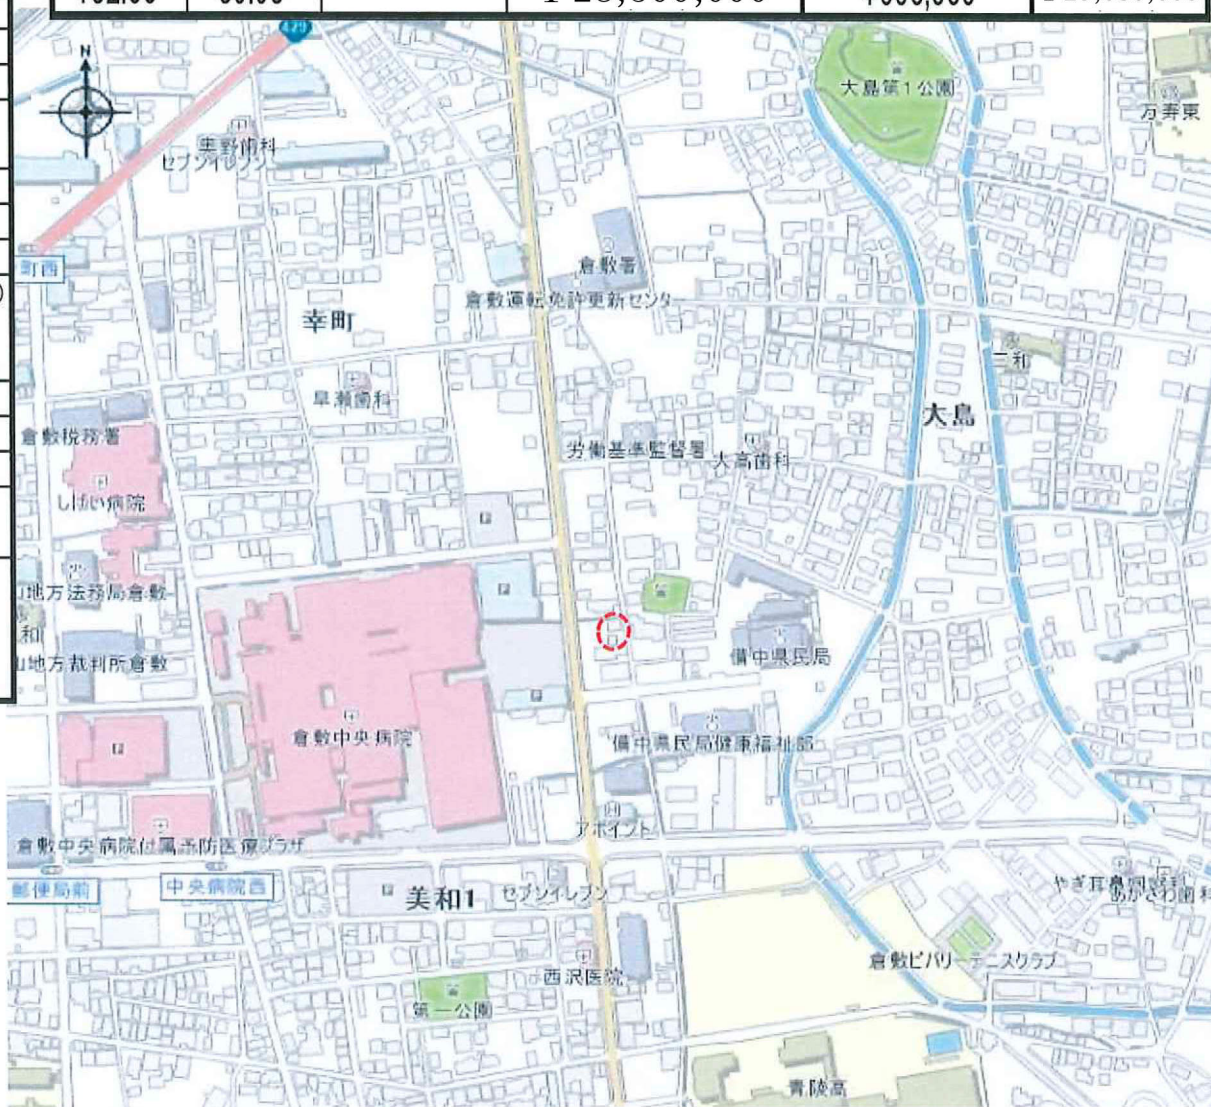 N
429
大島第1公園
万寿東
奥野歯科
セブンイレブン
倉敷署
町西
倉敷運転免許更新センター
幸町
三和
早瀬歯科
大島
倉敷税務署
労働基準監督署
大高歯科
しげい病院
P
地方法務局倉敷
P
和
地方裁判所倉敷
備中県民局
P
倉敷中央病院
備中県民局健康福祉部
P
アポイント
倉敷中央病院付属予防医療プラザ
郵便局前
中央病院西
P
美和1
セブンイレブン
西沢医院
倉敷ビバリーテニスクラブ
第一公園
青陵高